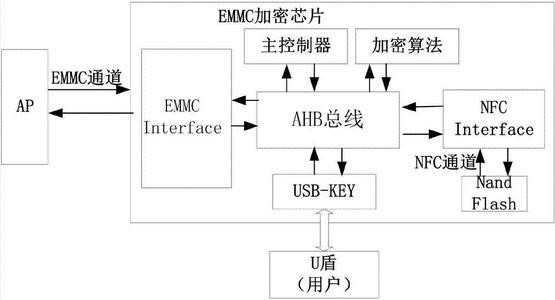 EMMC加密芯片
主控制器
加密算法
EMMC通道
AP
EMMC
Interface
AHB总线
NFC
Interface
NFC通道
USB-KEY
Nand
Flash
U盾
（用户）